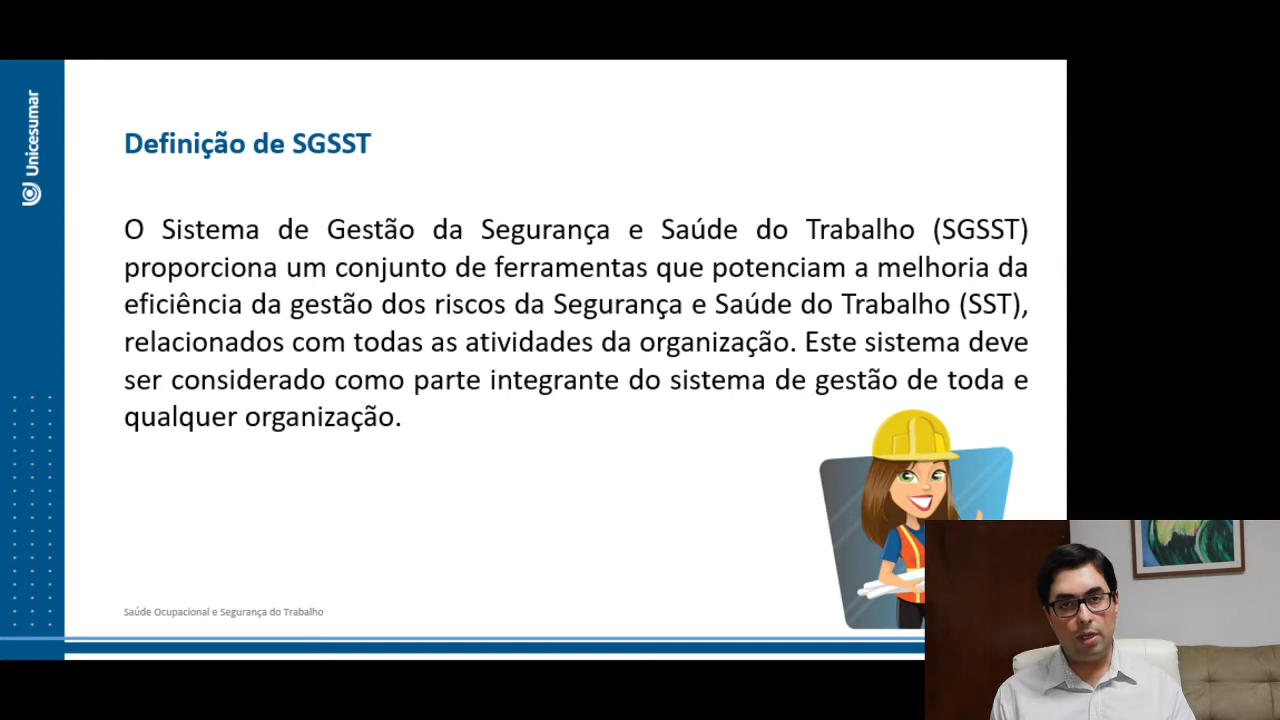 Unicesumar
Definição de SGSST
O Sistema de Gestão da Segurança e Saúde do Trabalho (SGSST)
proporciona um conjunto de ferramentas que potenciam a melhoria da
eficiência da gestão dos riscos da Segurança e Saúde do Trabalho (SST),
relacionados com todas as atividades da organização. Este sistema deve
ser considerado como parte integrante do sistema de gestão de toda e
qualquer organização.
Saúde Ocupacional e Segurança do Trabalho